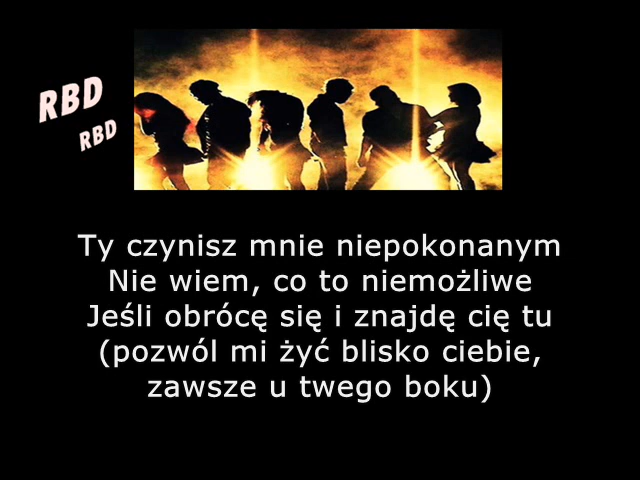 RBD
RBD
Ty czynisz mnie niepokonanym
Nie wiem, co to niemożliwe
Jeśli obrócę się i znajdę cię tu
(pozwól mi żyć blisko ciebie,
zawsze u twego boku)